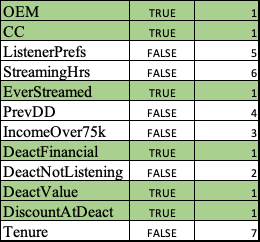 OEM TRUE 1
CC TRUE 1
ListenerPrefs FALSE 5
StreamingHrs FALSE 6
EverStreamed TRUE 1
PrevDD FALSE 4
IncomeOver75k FALSE 3
DeactFinancial TRUE 1
DeactNotListening FALSE 2
DeactValue TRUE 1
DiscountAtDeact TRUE 1
Tenure FALSE 7